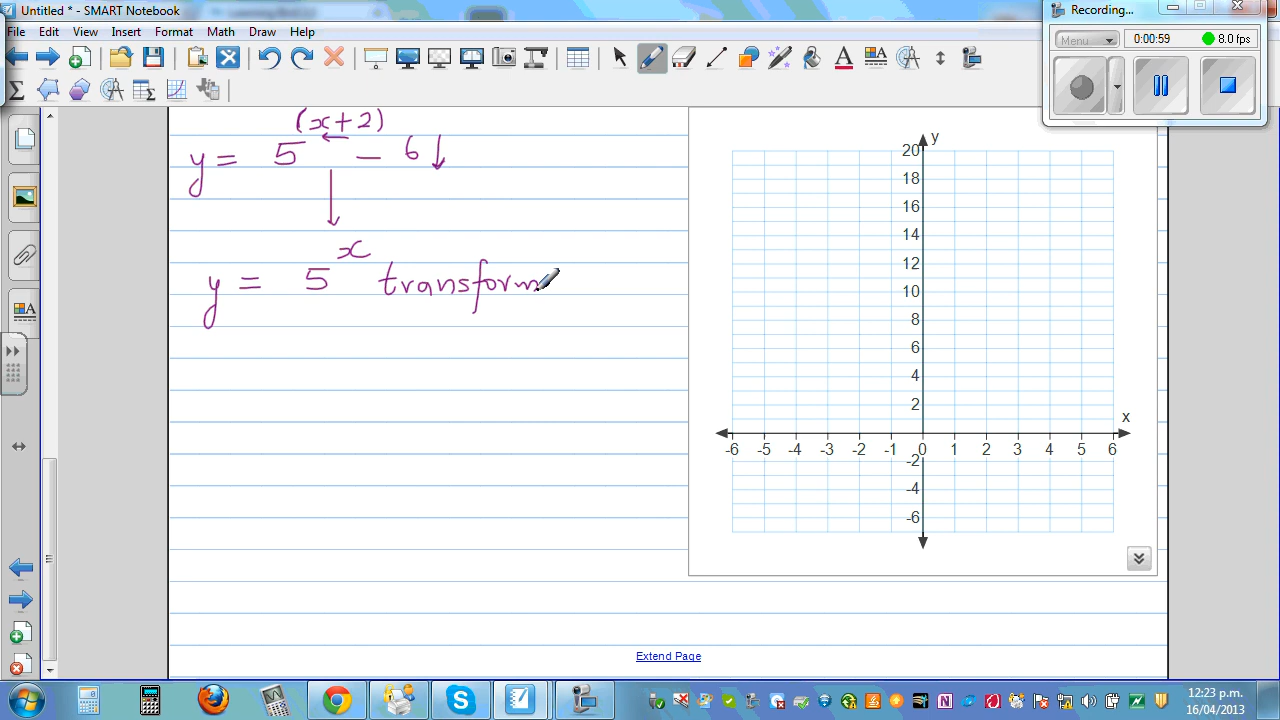 Untitled * - SMART Notebook
File Edit View Insert Format Math Draw Help
Recording...
Menu 0:00:59 8.0 fps
(x+2)
y = 5 – 6↓
x
y = 5 transform
y
20
18
16
14
12
10
8
6
4
2
x
-6 -5 -4 -3 -2 -1 0 1 2 3 4 5 6
-2
-4
-6
Extend Page
12:23 p.m.
16/04/2013